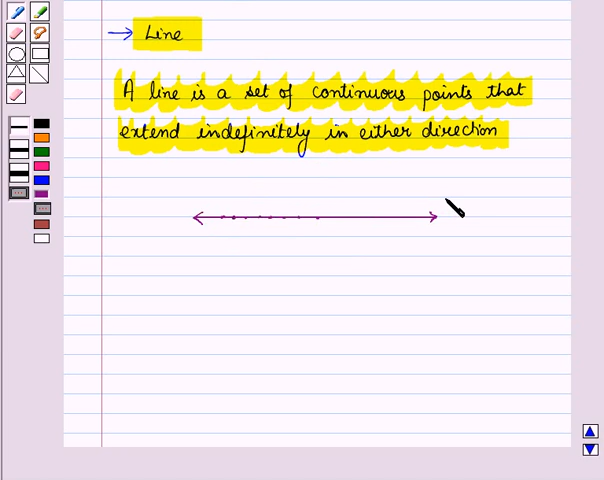 → Line
A line is a set of continuous points that
extend indefinitely in either direction